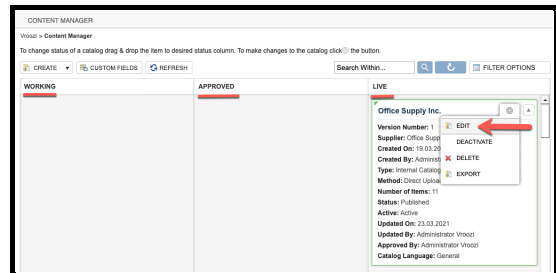 CONTENT MANAGER
Vroozi > Content Manager
To change status of a catalog drag & drop the item to desired status column. To make changes to the catalog click the button.
CREATE CUSTOM FIELDS REFRESH Search Within... FILTER OPTIONS
WORKING APPROVED LIVE
Office Supply Inc.
Version Number: 1
Supplier: Office Supp
Created On: 19.03.20
Created By: Administ
Type: Internal Catalog
Method: Direct Uploa
Number of Items: 11
Status: Published
Active: Active
Updated On: 23.03.2021
Updated By: Administrator Vroozi
Approved By: Administrator Vroozi
Catalog Language: General
EDIT
DEACTIVATE
DELETE
EXPORT